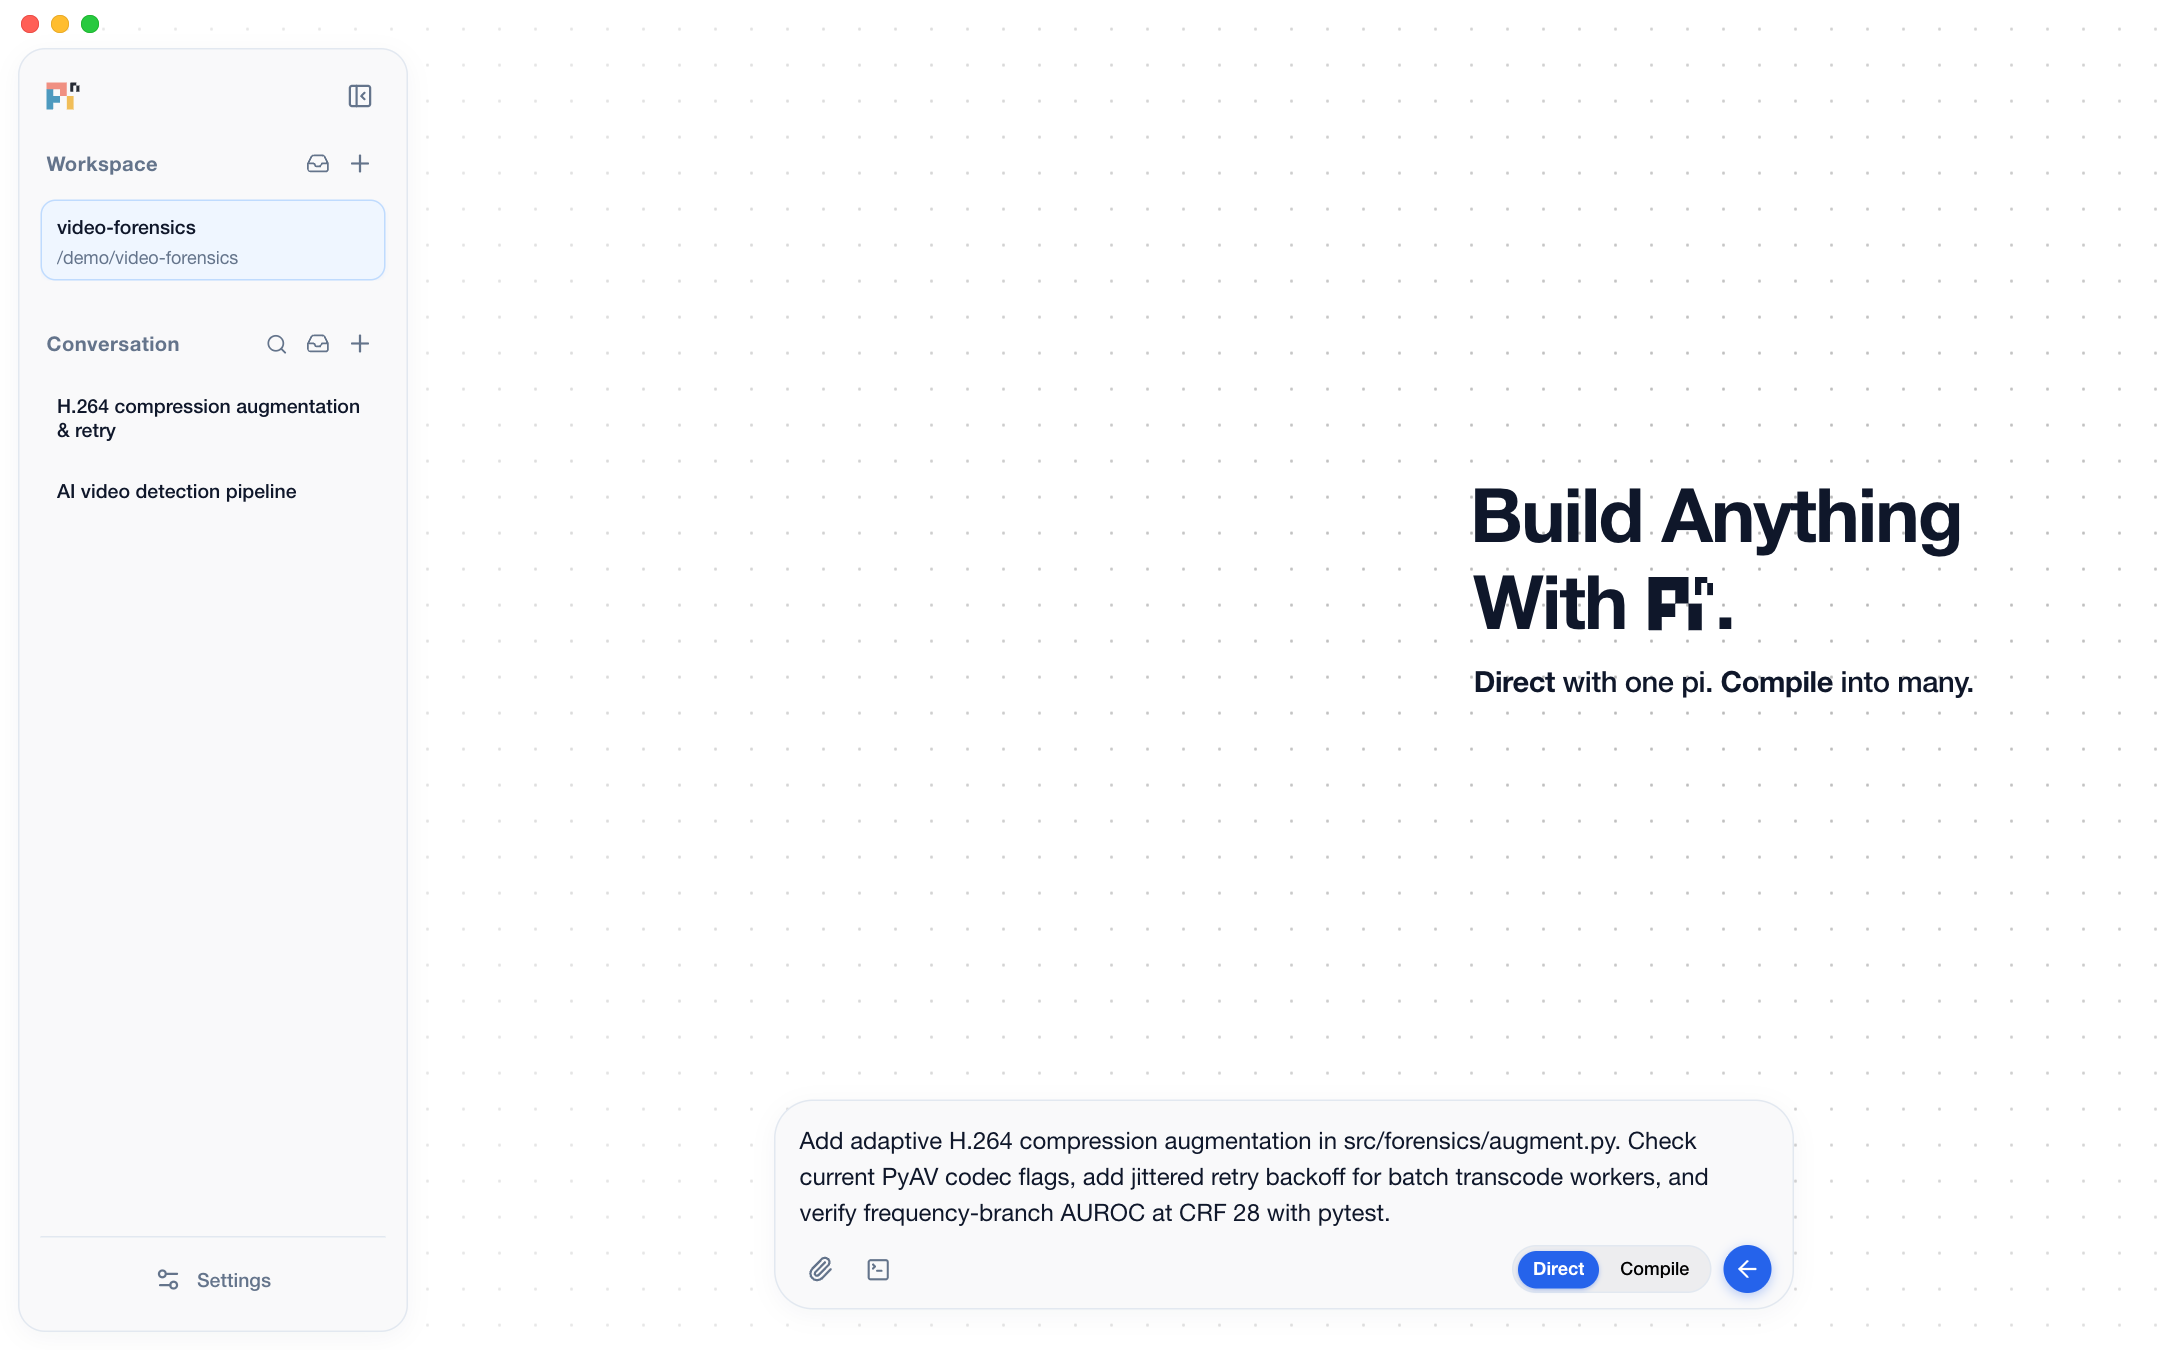 Workspace
video-forensics
/demo/video-forensics
Conversation
H.264 compression augmentation
& retry
AI video detection pipeline
Settings
Build Anything
With Pi.
Direct with one pi. Compile into many.
Add adaptive H.264 compression augmentation in src/forensics/augment.py. Check
current PyAV codec flags, add jittered retry backoff for batch transcode workers, and
verify frequency-branch AUROC at CRF 28 with pytest.
Direct
Compile